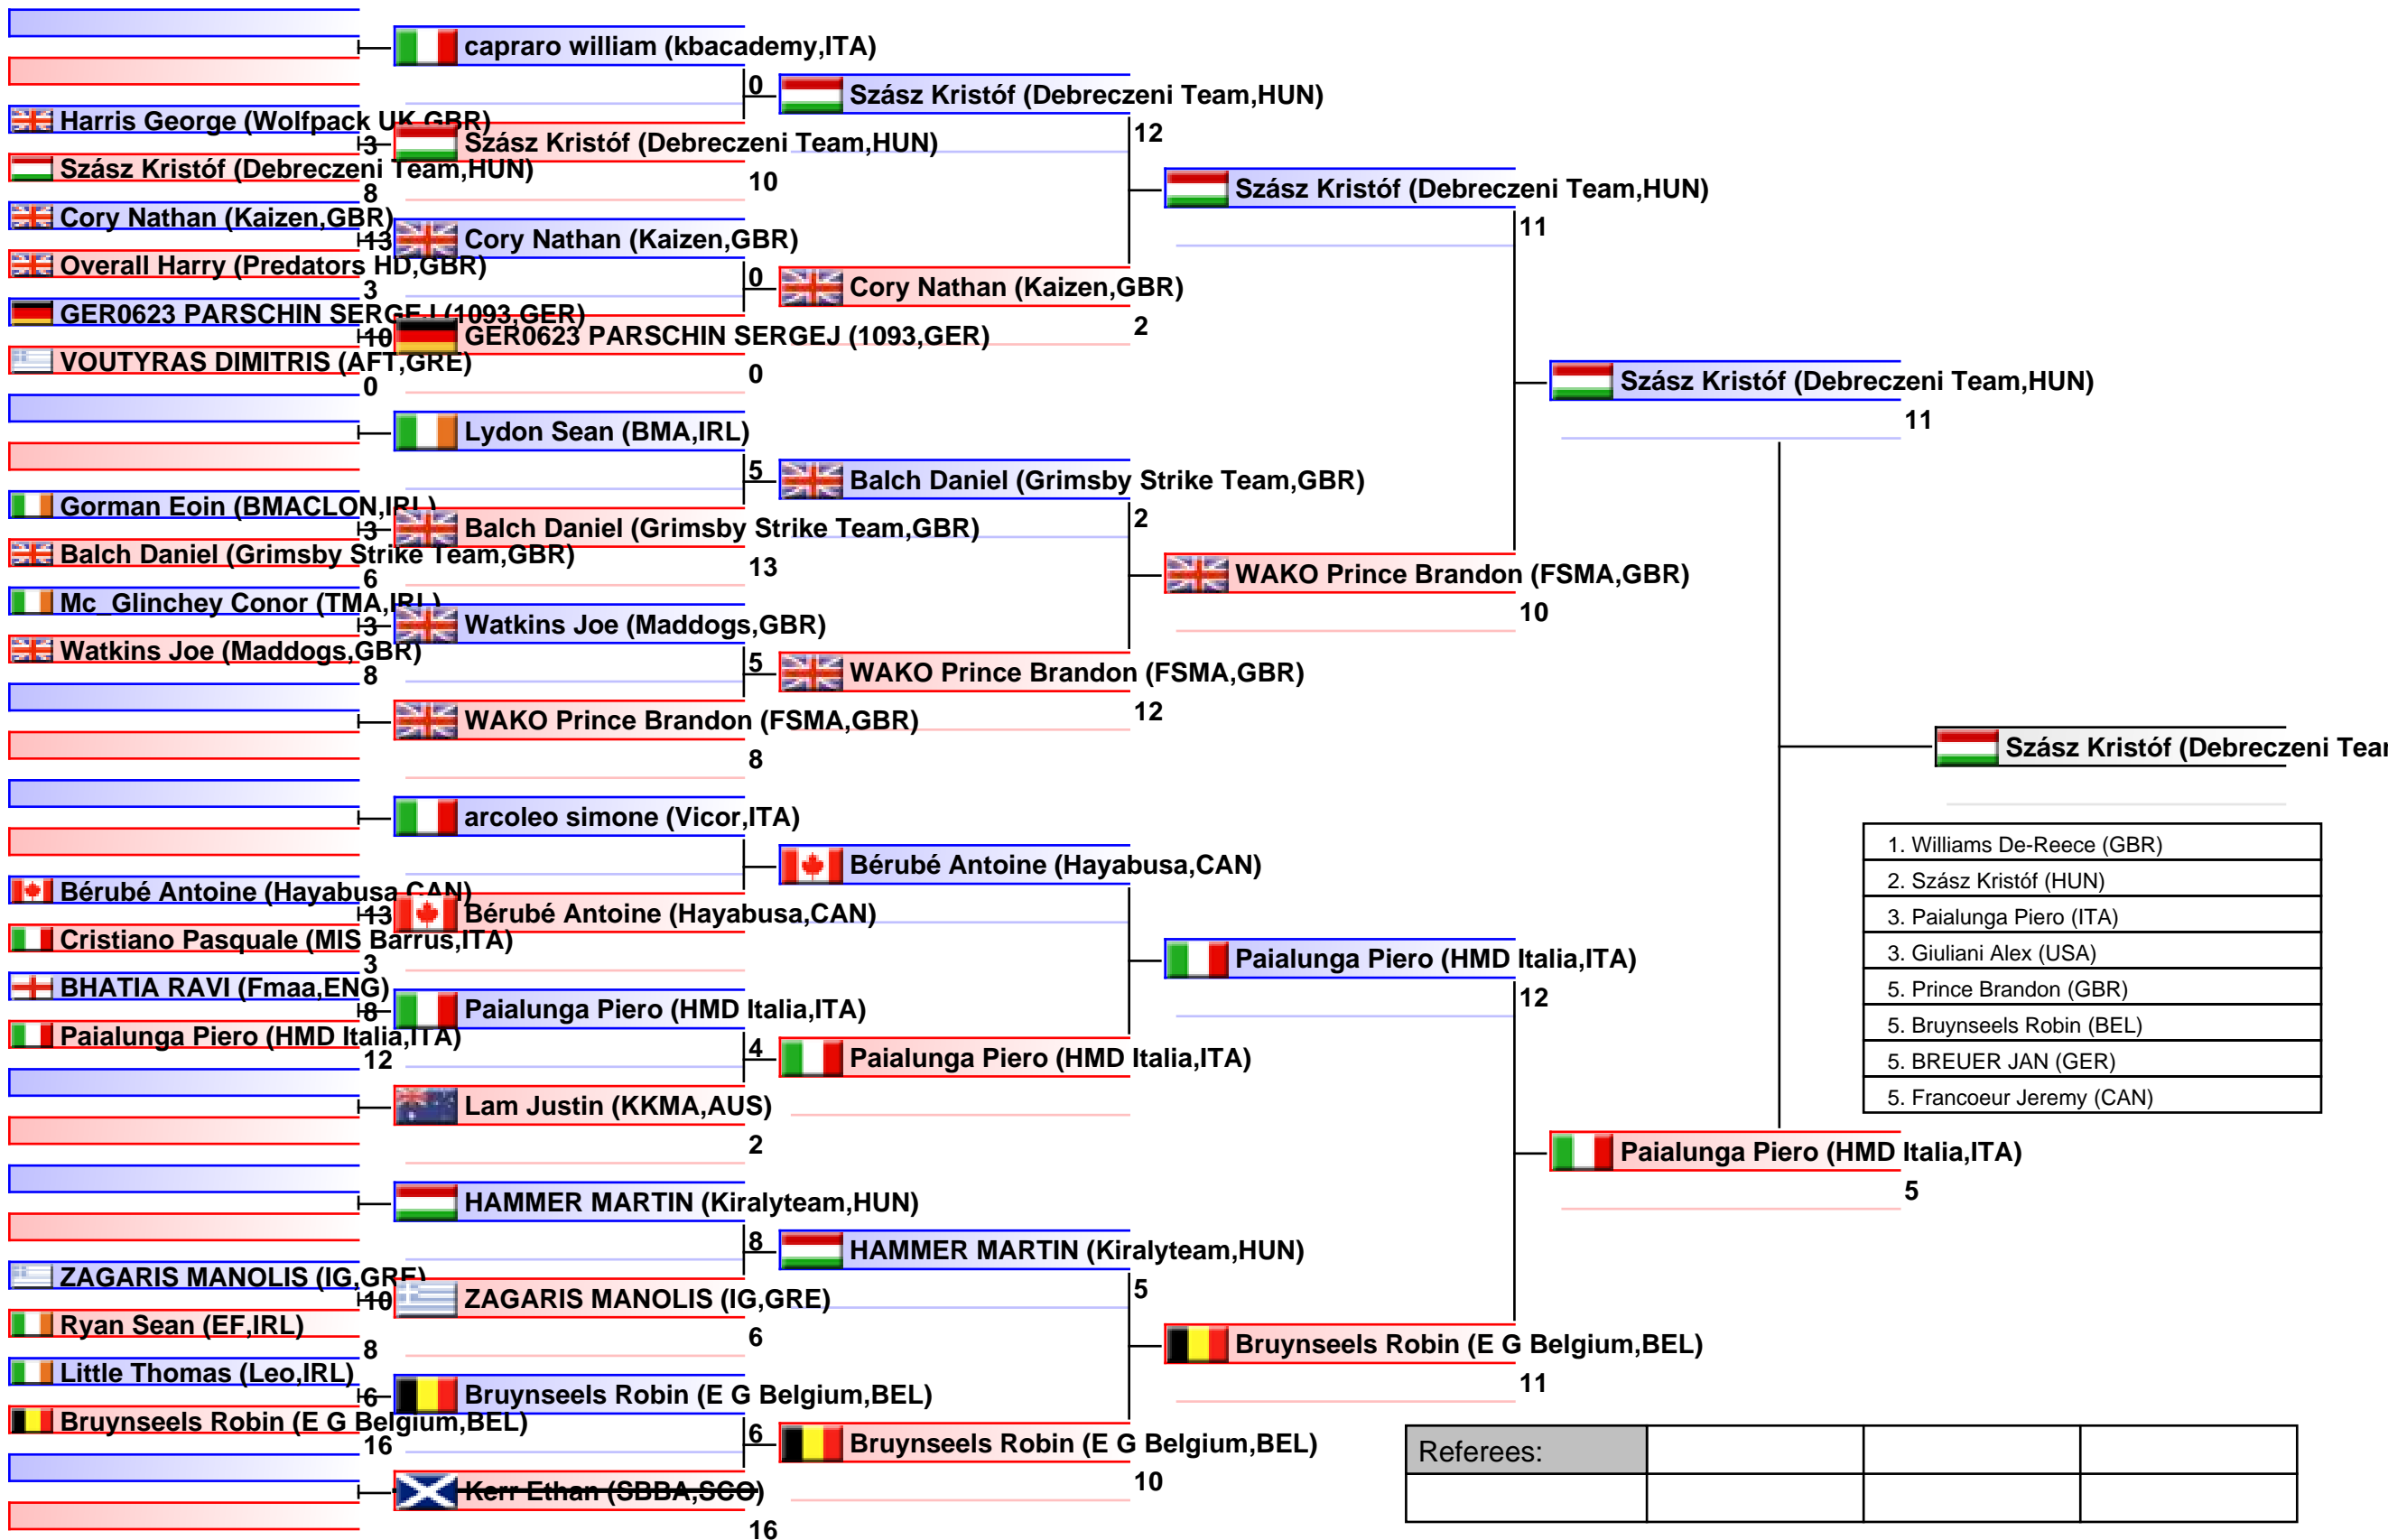 capraro william (kbacademy,ITA)
0
Szász Kristóf (Debreczeni Team,HUN)
12
Harris George (Wolfpack UK,GBR)
3
Szász Kristóf (Debreczeni Team,HUN)
10
Szász Kristóf (Debreczeni Team,HUN)
8
Szász Kristóf (Debreczeni Team,HUN)
11
Cory Nathan (Kaizen,GBR)
13
Cory Nathan (Kaizen,GBR)
0
Overall Harry (Predators HD,GBR)
3
Cory Nathan (Kaizen,GBR)
2
GER0623 PARSCHIN SERGEJ (1093,GER)
10
GER0623 PARSCHIN SERGEJ (1093,GER)
0
VOUTYRAS DIMITRIS (AFT,GRE)
0
Szász Kristóf (Debreczeni Team,HUN)
11
Lydon Sean (BMA,IRL)
5
Balch Daniel (Grimsby Strike Team,GBR)
2
Gorman Eoin (BMACLON,IRL)
3
Balch Daniel (Grimsby Strike Team,GBR)
13
Balch Daniel (Grimsby Strike Team,GBR)
6
WAKO Prince Brandon (FSMA,GBR)
10
Mc_Glinchey Conor (TMA,IRL)
3
Watkins Joe (Maddogs,GBR)
5
Watkins Joe (Maddogs,GBR)
8
WAKO Prince Brandon (FSMA,GBR)
12
WAKO Prince Brandon (FSMA,GBR)
8
Szász Kristóf (Debreczeni Tea
arcoleo simone (Vicor,ITA)
Bérubé Antoine (Hayabusa,CAN)
Bérubé Antoine (Hayabusa,CAN)
13
Bérubé Antoine (Hayabusa,CAN)
Cristiano Pasquale (MIS Barrus,ITA)
3
Paialunga Piero (HMD Italia,ITA)
12
BHATIA RAVI (Fmaa,ENG)
8
Paialunga Piero (HMD Italia,ITA)
4
Paialunga Piero (HMD Italia,ITA)
12
Paialunga Piero (HMD Italia,ITA)
Lam Justin (KKMA,AUS)
2
1. Williams De-Reece (GBR)
2. Szász Kristóf (HUN)
3. Paialunga Piero (ITA)
3. Giuliani Alex (USA)
5. Prince Brandon (GBR)
5. Bruynseels Robin (BEL)
5. BREUER JAN (GER)
5. Francoeur Jeremy (CAN)
Paialunga Piero (HMD Italia,ITA)
5
HAMMER MARTIN (Kiralyteam,HUN)
8
HAMMER MARTIN (Kiralyteam,HUN)
5
ZAGARIS MANOLIS (IG,GRE)
10
ZAGARIS MANOLIS (IG,GRE)
6
Ryan Sean (EF,IRL)
8
Bruynseels Robin (E G Belgium,BEL)
11
Little Thomas (Leo,IRL)
6
Bruynseels Robin (E G Belgium,BEL)
6
Bruynseels Robin (E G Belgium,BEL)
16
Bruynseels Robin (E G Belgium,BEL)
10
Kerr Ethan (SBBA,SCO)
16
Referees: